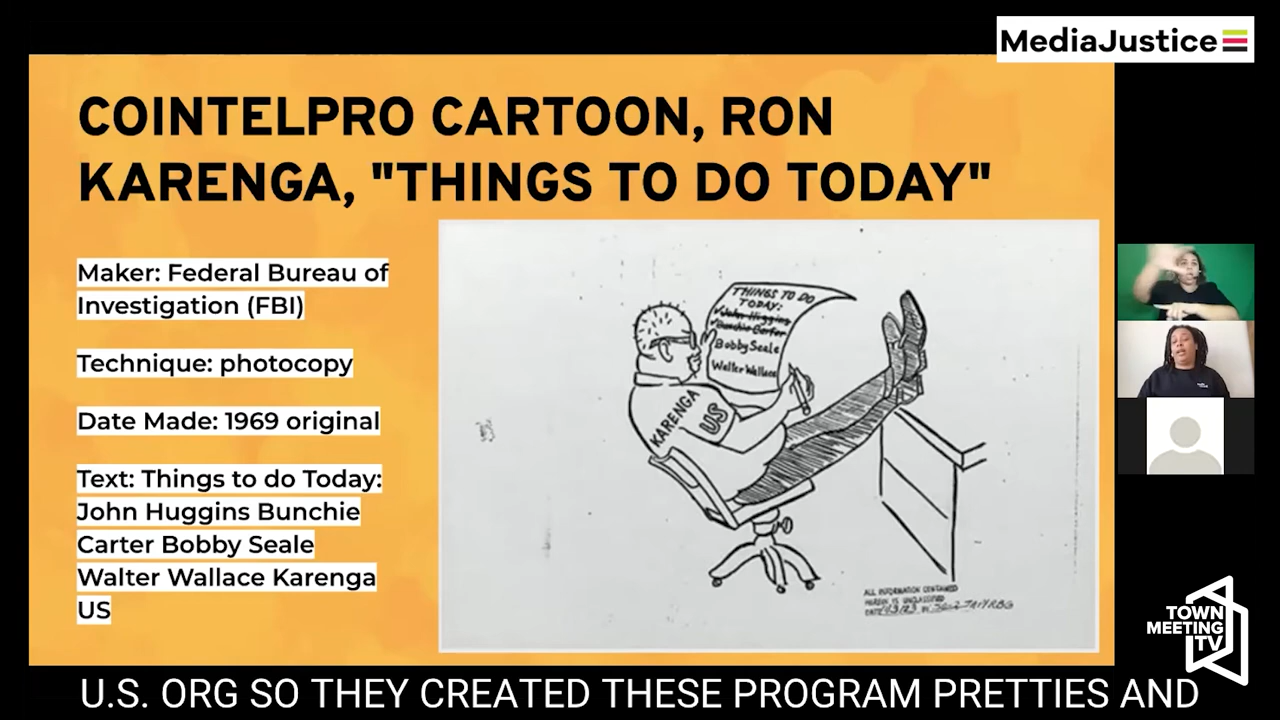 MediaJustice
COINTELPRO CARTOON, RON
KARENGA, "THINGS TO DO TODAY"
Maker: Federal Bureau of
Investigation (FBI)
Technique: photocopy
Date Made: 1969 original
Text: Things to do Today:
John Huggins Bunchie
Carter Bobby Seale
Walter Wallace Karenga
US
THINGS TO DO
TODAY:
John Huggins
Bunchie Carter
Bobby Seale
Walter Wallace
KARENGA
US
ALL INFORMATION CONTAINED
HEREIN IS UNCLASSIFIED
DATE
TOWN
MEETING
TV
U.S. ORG SO THEY CREATED THESE PROGRAM PRETTIES AND